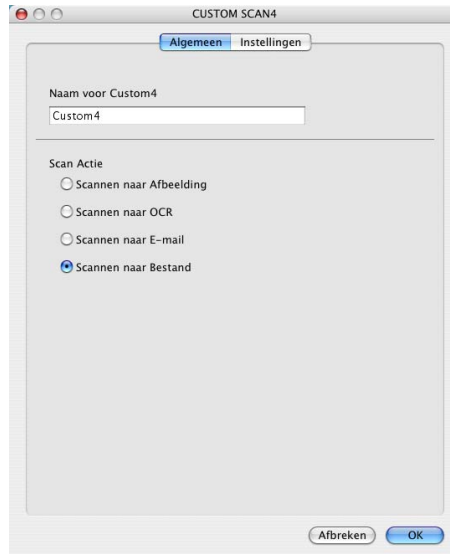 CUSTOM SCAN4
Algemeen Instellingen
Naam voor Custom4
Custom4
Scan Actie
Scannen naar Afbeelding
Scannen naar OCR
Scannen naar E-mail
Scannen naar Bestand
Afbreken OK